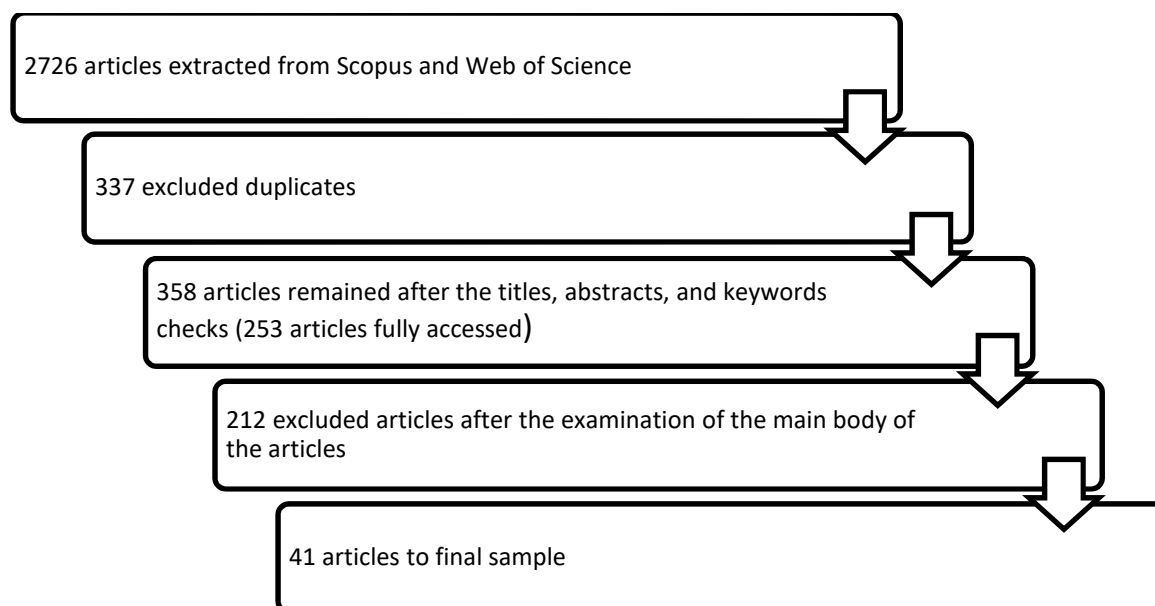 2726 articles extracted from Scopus and Web of Science
337 excluded duplicates
358 articles remained after the titles, abstracts, and keywords
checks (253 articles fully accessed)
212 excluded articles after the examination of the main body of
the articles
41 articles to final sample